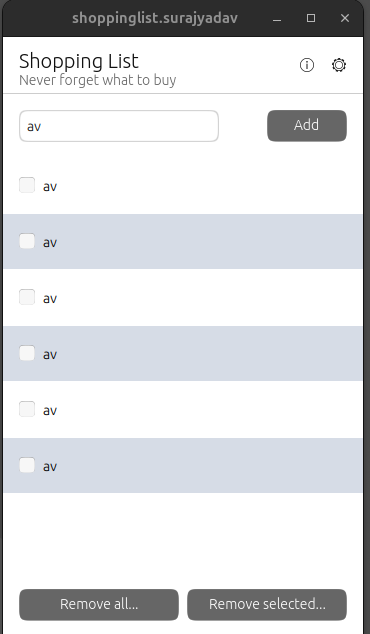 shoppinglist.surajyadav
Shopping List
Never forget what to buy
av
Add
av
av
av
av
av
av
Remove all...
Remove selected...